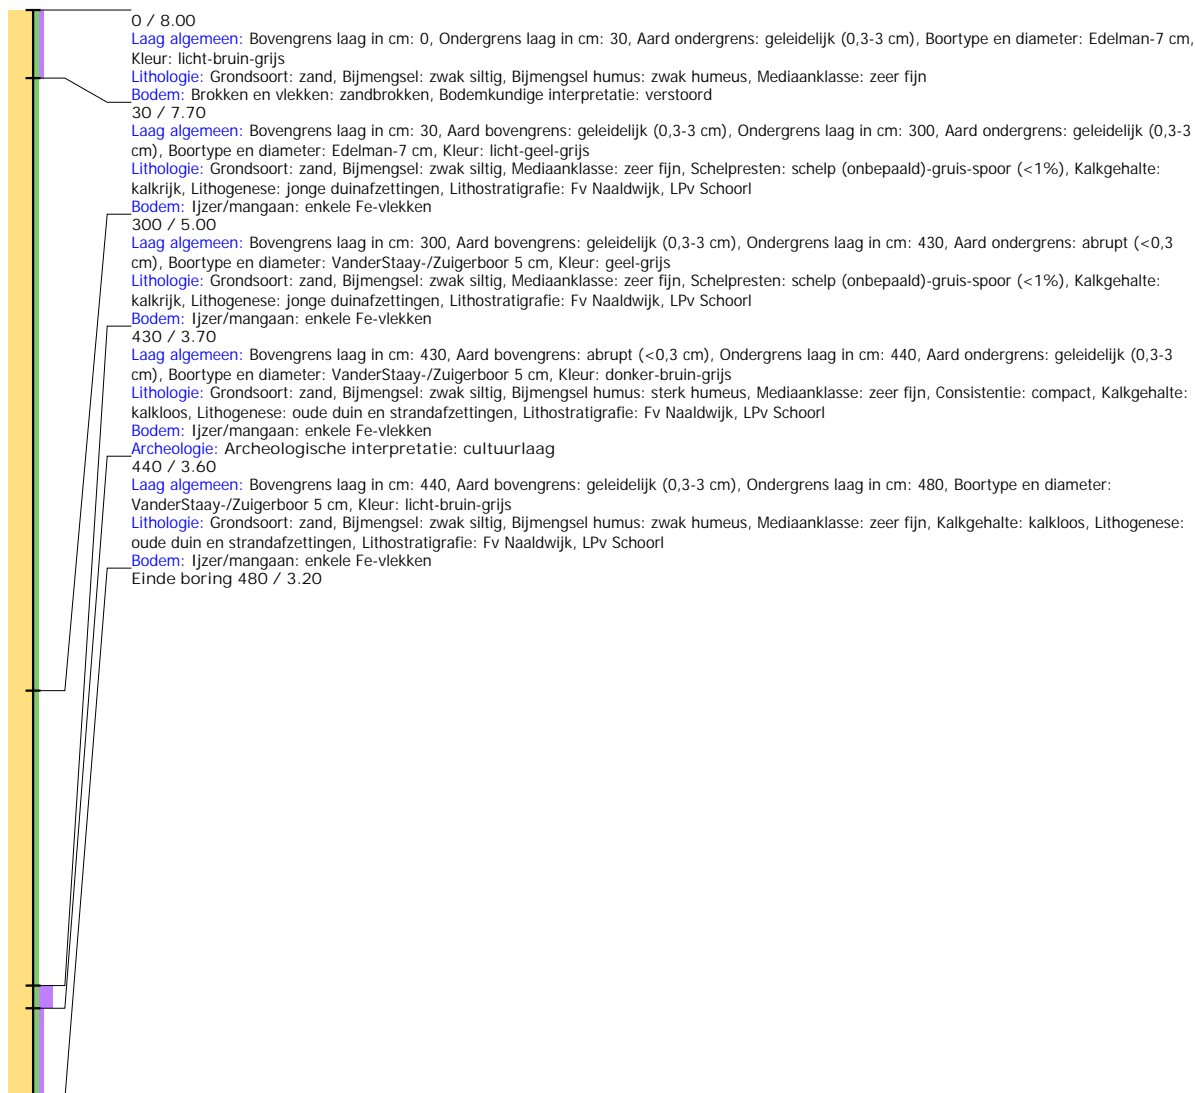 0 / 8.00
Laag algemeen: Bovengrens laag in cm: 0, Ondergrens laag in cm: 30, Aard ondergrens: geleidelijk (0,3-3 cm), Boortype en diameter: Edelman-7 cm,
Kleur: licht-bruin-grijs
Lithologie: Grondsoort: zand, Bijmengsel: zwak siltig, Bijmengsel humus: zwak humeus, Mediaanklasse: zeer fijn
Bodem: Brokken en vlekken: zandbrokken, Bodemkundige interpretatie: verstoord
30 / 7.70
Laag algemeen: Bovengrens laag in cm: 30, Aard bovengrens: geleidelijk (0,3-3 cm), Ondergrens laag in cm: 300, Aard ondergrens: geleidelijk (0,3-3
cm), Boortype en diameter: Edelman-7 cm, Kleur: licht-geel-grijs
Lithologie: Grondsoort: zand, Bijmengsel: zwak siltig, Mediaanklasse: zeer fijn, Schelpresten: schelp (onbepaald)-gruis-spoor (<1%), Kalkgehalte:
kalkrijk, Lithogenese: jonge duinafzettingen, Lithostratigrafie: Fv Naaldwijk, LPv Schoorl
Bodem: Ijzer/mangaan: enkele Fe-vlekken
300 / 5.00
Laag algemeen: Bovengrens laag in cm: 300, Aard bovengrens: geleidelijk (0,3-3 cm), Ondergrens laag in cm: 430, Aard ondergrens: abrupt (<0,3
cm), Boortype en diameter: VanderStaay-/Zuigerboor 5 cm, Kleur: geel-grijs
Lithologie: Grondsoort: zand, Bijmengsel: zwak siltig, Mediaanklasse: zeer fijn, Schelpresten: schelp (onbepaald)-gruis-spoor (<1%), Kalkgehalte:
kalkrijk, Lithogenese: jonge duinafzettingen, Lithostratigrafie: Fv Naaldwijk, LPv Schoorl
Bodem: Ijzer/mangaan: enkele Fe-vlekken
430 / 3.70
Laag algemeen: Bovengrens laag in cm: 430, Aard bovengrens: abrupt (<0,3 cm), Ondergrens laag in cm: 440, Aard ondergrens: geleidelijk (0,3-3
cm), Boortype en diameter: VanderStaay-/Zuigerboor 5 cm, Kleur: donker-bruin-grijs
Lithologie: Grondsoort: zand, Bijmengsel: zwak siltig, Bijmengsel humus: sterk humeus, Mediaanklasse: zeer fijn, Consistentie: compact, Kalkgehalte:
kalkloos, Lithogenese: oude duin en strandafzettingen, Lithostratigrafie: Fv Naaldwijk, LPv Schoorl
Bodem: Ijzer/mangaan: enkele Fe-vlekken
Archeologie: Archeologische interpretatie: cultuurlaag
440 / 3.60
Laag algemeen: Bovengrens laag in cm: 440, Aard bovengrens: geleidelijk (0,3-3 cm), Ondergrens laag in cm: 480, Boortype en diameter:
VanderStaay-/Zuigerboor 5 cm, Kleur: licht-bruin-grijs
Lithologie: Grondsoort: zand, Bijmengsel: zwak siltig, Bijmengsel humus: zwak humeus, Mediaanklasse: zeer fijn, Kalkgehalte: kalkloos, Lithogenese:
oude duin en strandafzettingen, Lithostratigrafie: Fv Naaldwijk, LPv Schoorl
Bodem: Ijzer/mangaan: enkele Fe-vlekken
Einde boring 480 / 3.20